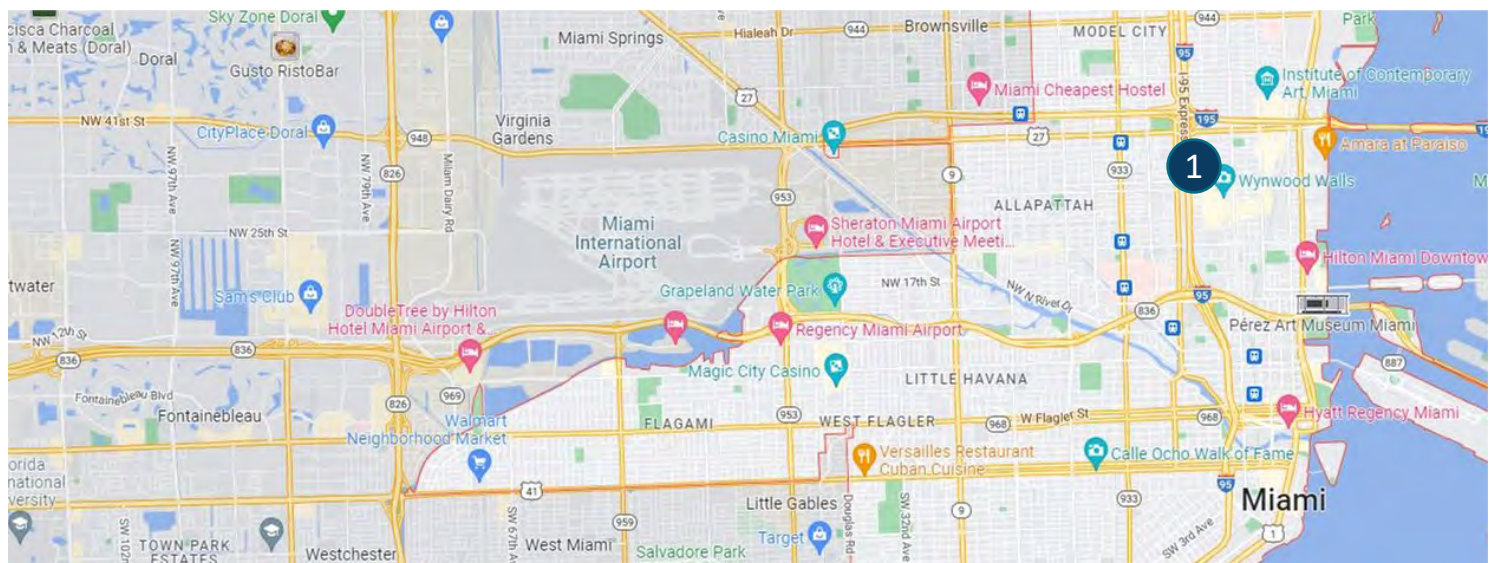 cisca Charcoal
n & Meats (Doral)
Sky Zone Doral
Doral
Gusto RistoBar
Miami Springs
Hialeah Dr
944
Brownsville
MODEL CITY
944
Park
95
I-95 Express
Institute of Contemporary
Art, Miami
27
Miami Cheapest Hostel
NW 41st St
CityPlace Doral
948
Virginia
Gardens
Casino Miami
9
27
195
195
Amara at Paraiso
NW 97th Ave
NW 79th Ave
826
Milam Dairy Rd
953
933
1
Wynwood Walls
M
ALLAPATTAH
NW 25th St
Miami
International
Airport
Sheraton Miami Airport
Hotel & Executive Meeti...
Hilton Miami Downtow
NW 97th Ave
twater
Sam's Club
Grapeland Water Park
NW 17th St
NW N River Dr
DoubleTree by Hilton
Hotel Miami Airport &...
95
836
Regency Miami Airport
Pérez Art Museum Miami
NW 12th St
836
836
887
Magic City Casino
LITTLE HAVANA
969
Fontainebleau Blvd
Fontainebleau
826
Walmart
Neighborhood Market
FLAGAMI
953
WEST FLAGLER
968
W Flagler St
968
Hyatt Regency Miami
orida
national
versity
Versailles Restaurant
Cuban Cuisine
Calle Ocho Walk of Fame
41
95
Little Gables
933
Miami
SW 102n
TOWN PARK
ESTATES
Westchester
SW 67th A
West Miami
959
Salvadore Park
Target
Douglas Rd
SW 32nd Ave
9
SW 3rd Ave
1